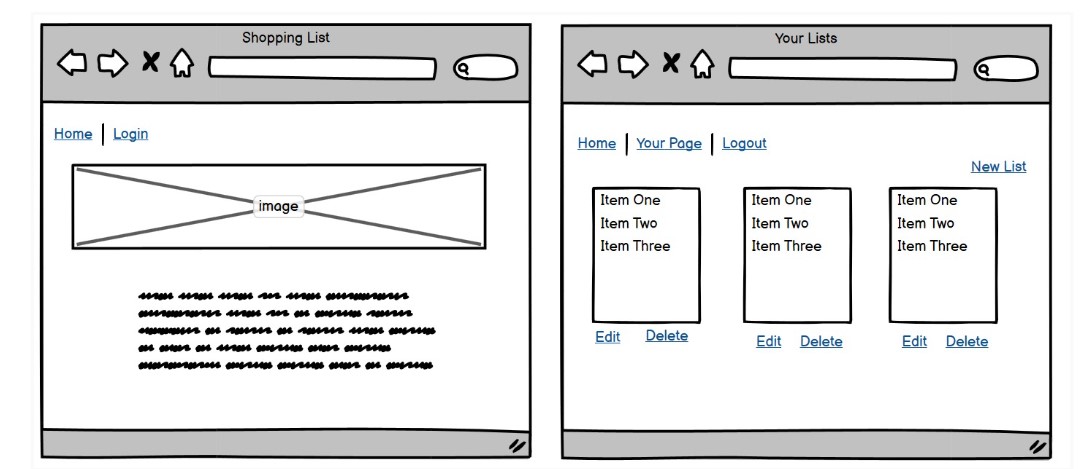 Shopping List
Home Login
image
Your Lists
Home Your Page Logout
New List
Item One
Item Two
Item Three
Edit Delete
Item One
Item Two
Item Three
Edit Delete
Item One
Item Two
Item Three
Edit Delete